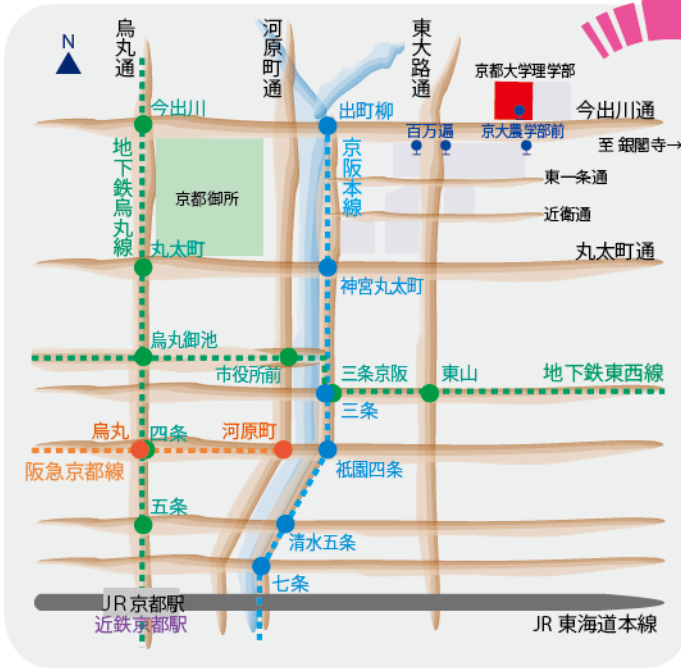 N
烏丸通
河原町通
東大路通
京都大学理学部
今出川
出町柳
百万遍
京大農学部前
今出川通
至 銀閣寺→
地下鉄烏丸線
京都御所
京阪本線
東一条通
近衛通
丸太町
神宮丸太町
丸太町通
烏丸御池
市役所前
三条京阪
東山
地下鉄東西線
三条
烏丸
四条
河原町
阪急京都線
祇園四条
五条
清水五条
七条
JR京都駅
近鉄京都駅
JR 東海道本線